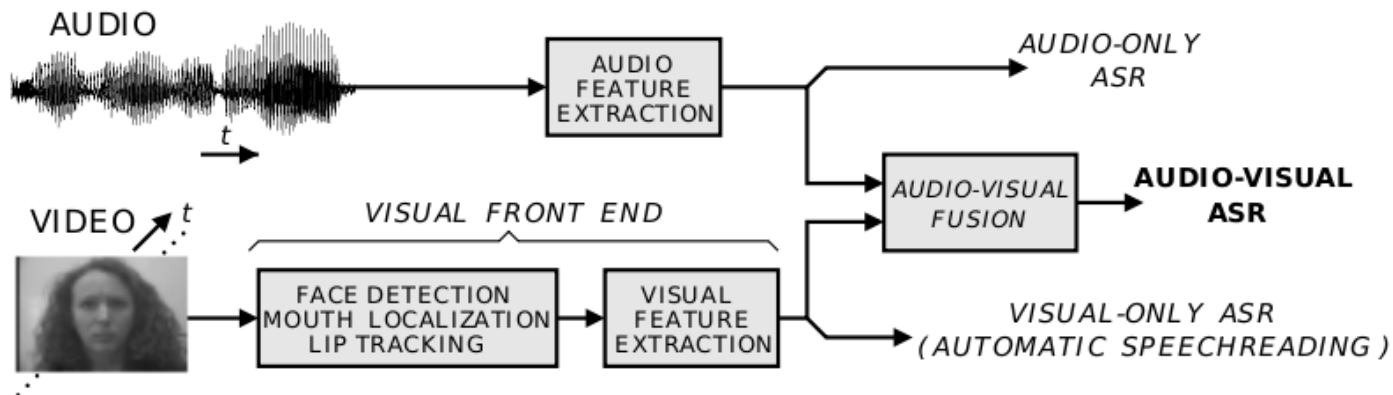 AUDIO
t
AUDIO
FEATURE
EXTRACTION
AUDIO-ONLY
ASR
VIDEO
t
VISUAL FRONT END
FACE DETECTION
MOUTH LOCALIZATION
LIP TRACKING
VISUAL
FEATURE
EXTRACTION
AUDIO-VISUAL
FUSION
AUDIO-VISUAL
ASR
VISUAL-ONLY ASR
(AUTOMATIC SPEECHREADING)